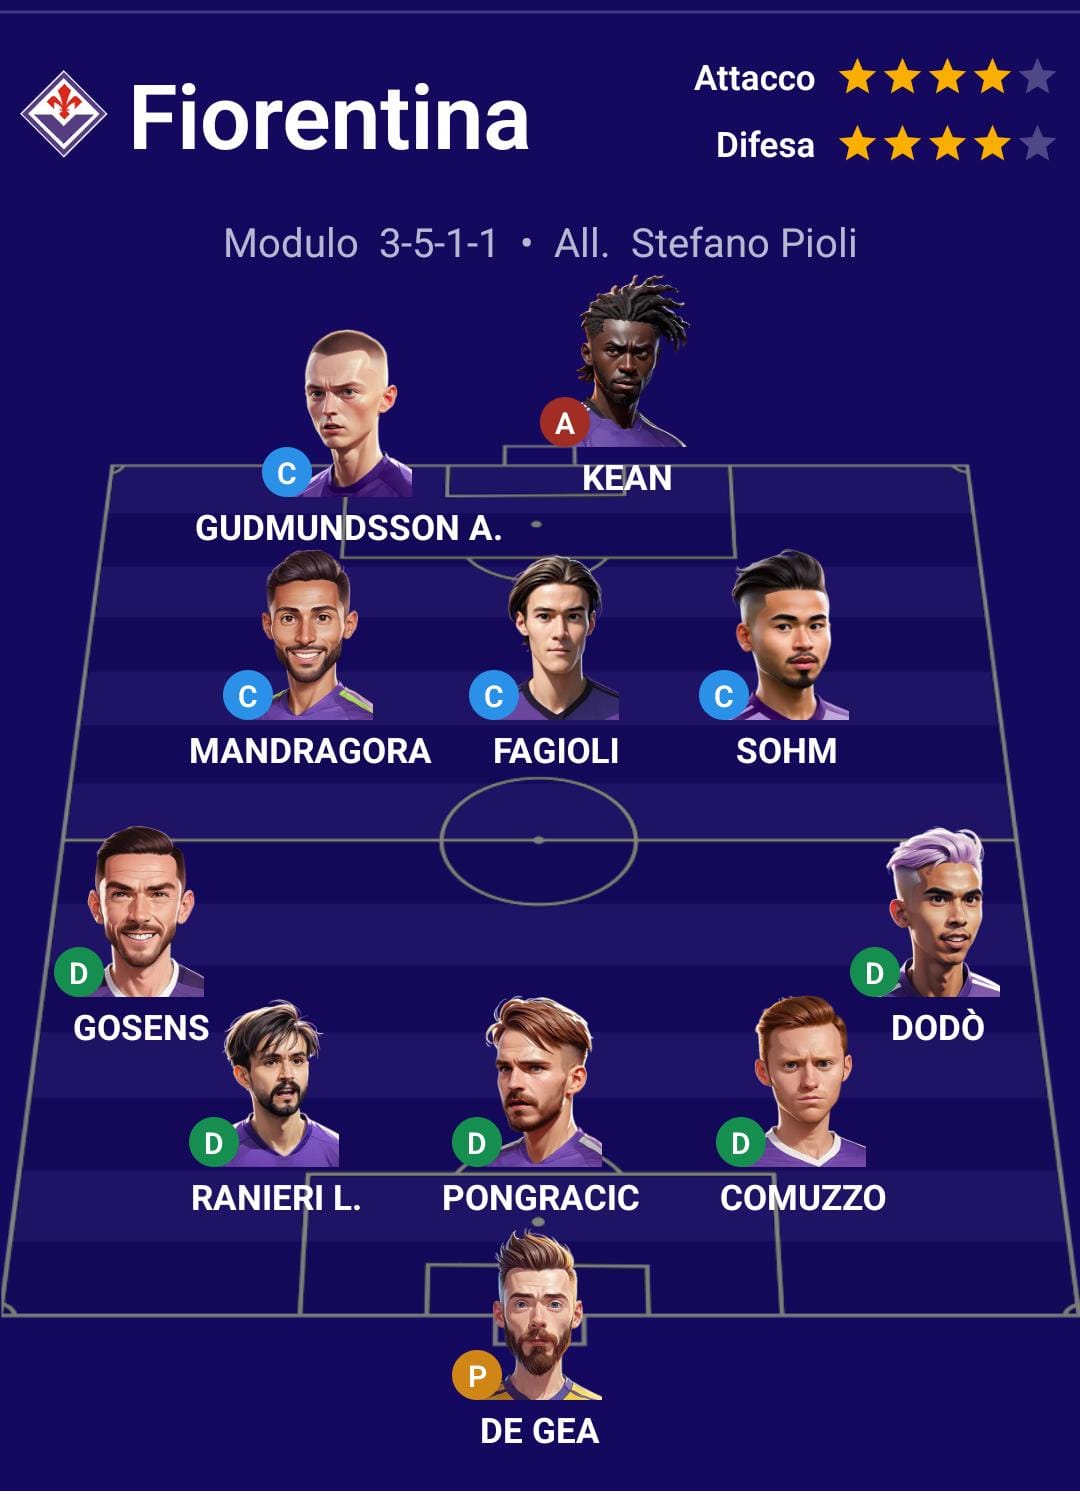 Fiorentina
Attacco
Difesa
Modulo 3-5-1-1 • All. Stefano Pioli
A
KEAN
C
GUDMUNDSSON A.
C
MANDRAGORA
C
FAGIOLI
C
SOHM
D
GOSENS
D
DODÒ
D
RANIERI L.
D
PONGRACIC
D
COMUZZO
P
DE GEA